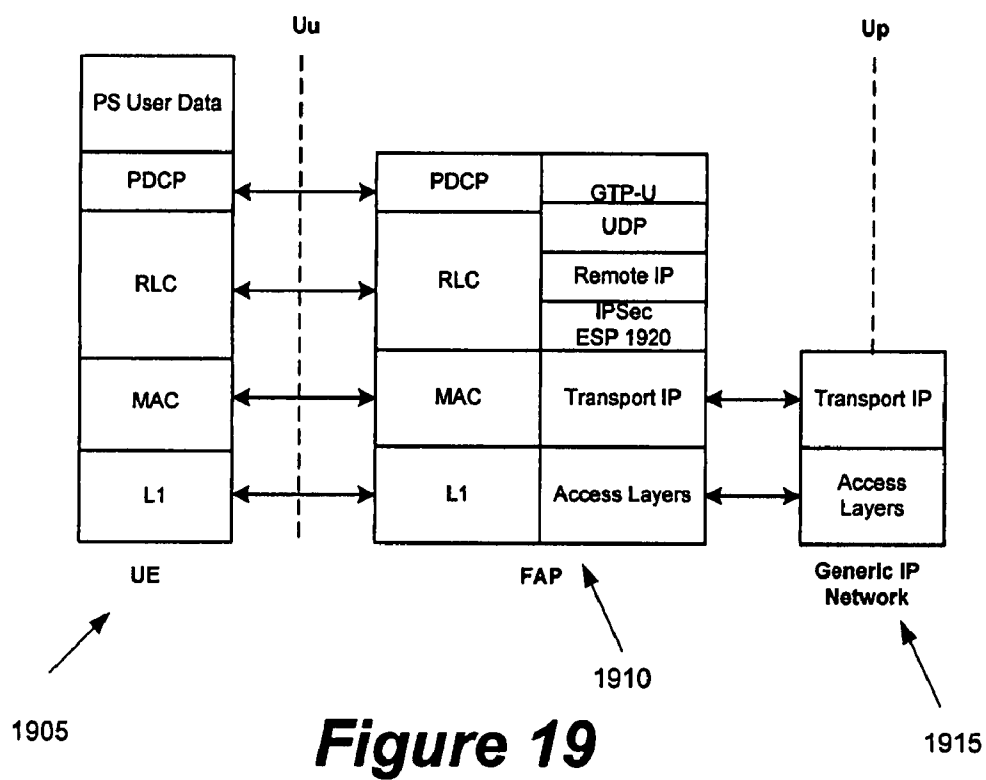 Uu
Up
PS User Data
PDCP
PDCP
GTP-U
UDP
RLC
RLC
Remote IP
IPSec
ESP 1920
MAC
MAC
Transport IP
Transport IP
L1
L1
Access Layers
Access
Layers
UE
FAP
Generic IP
Network
1905
1910
1915
Figure 19